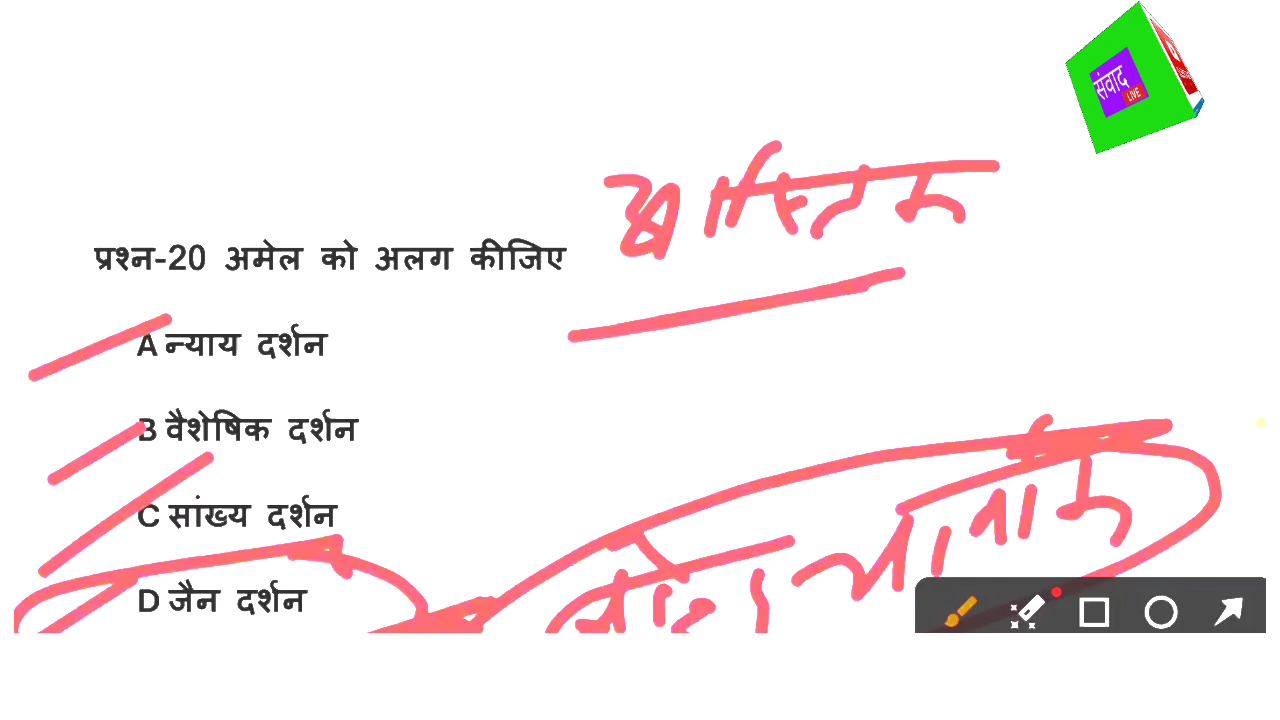 संवाद
LIVE
आस्तिक
प्रश्न-20 अमेल को अलग कीजिए
A न्याय दर्शन
B वैशेषिक दर्शन
C सांख्य दर्शन
चार्वाक
D जैन दर्शन